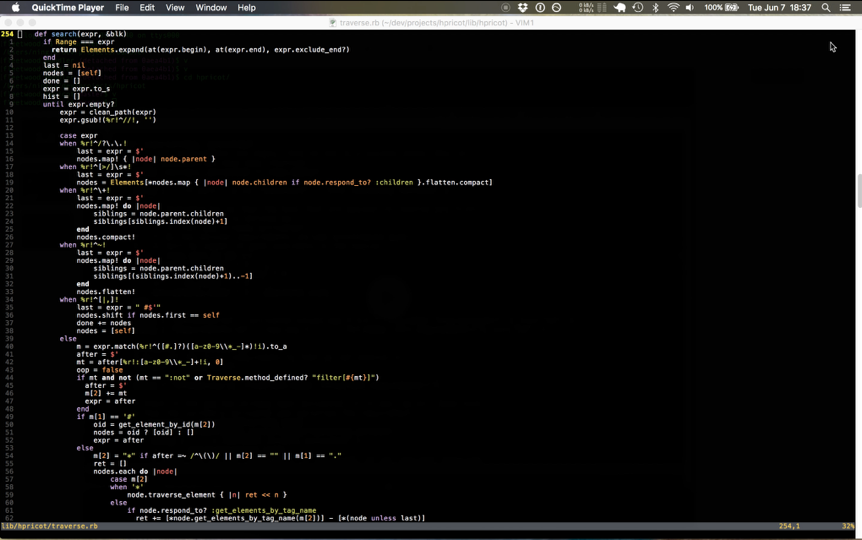 QuickTime Player File Edit View Window Help 0 kB/s 0 kB/s 100% Tue Jun 7 18:37
traverse.rb (~/dev/projects/hpricot/lib/hpricot) - VIM1
254 def search(expr, &blk)
1 if Range === expr
2 return Elements.expand(at(expr.begin), at(expr.end), expr.exclude_end?)
3 end
4 last = nil
5 nodes = [self]
6 done = []
7 expr = expr.to_s
8 hist = []
9 until expr.empty?
10 expr = clean_path(expr)
11 expr.gsub!(%r!^//!, '')
12
13 case expr
14 when %r!^/?\.\.!
15 last = expr = $'
16 nodes.map! { |node| node.parent }
17 when %r!^[>/]\s*!
18 last = expr = $'
19 nodes = Elements[*nodes.map { |node| node.children if node.respond_to? :children }.flatten.compact]
20 when %r!^\+!
21 last = expr = $'
22 nodes.map! do |node|
23 siblings = node.parent.children
24 siblings[siblings.index(node)+1]
25 end
26 nodes.compact!
27 when %r!^~!
28 last = expr = $'
29 nodes.map! do |node|
30 siblings = node.parent.children
31 siblings[(siblings.index(node)+1)..-1]
32 end
33 nodes.flatten!
34 when %r!^[|,]!
35 last = expr = " #$'"
36 nodes.shift if nodes.first == self
37 done += nodes
38 nodes = [self]
39 else
40 m = expr.match(%r!^([#.]?)([a-z0-9\\*_-]*)!i).to_a
41 after = $'
42 mt = after[%r!:[a-z0-9\\*_-]+!i, 0]
43 oop = false
44 if mt and not (mt == ":not" or Traverse.method_defined? "filter[#{mt}]")
45 after = $'
46 m[2] += mt
47 expr = after
48 end
49 if m[1] == '#'
50 oid = get_element_by_id(m[2])
51 nodes = oid ? [oid] : []
52 expr = after
53 else
54 m[2] = "*" if after =~ /^\(\)/ || m[2] == "" || m[1] == "."
55 ret = []
56 nodes.each do |node|
57 case m[2]
58 when '*'
59 node.traverse_element { |n| ret << n }
60 else
61 if node.respond_to? :get_elements_by_tag_name
62 ret += [*node.get_elements_by_tag_name(m[2])] - [*(node unless last)]
lib/hpricot/traverse.rb 254,1 32%